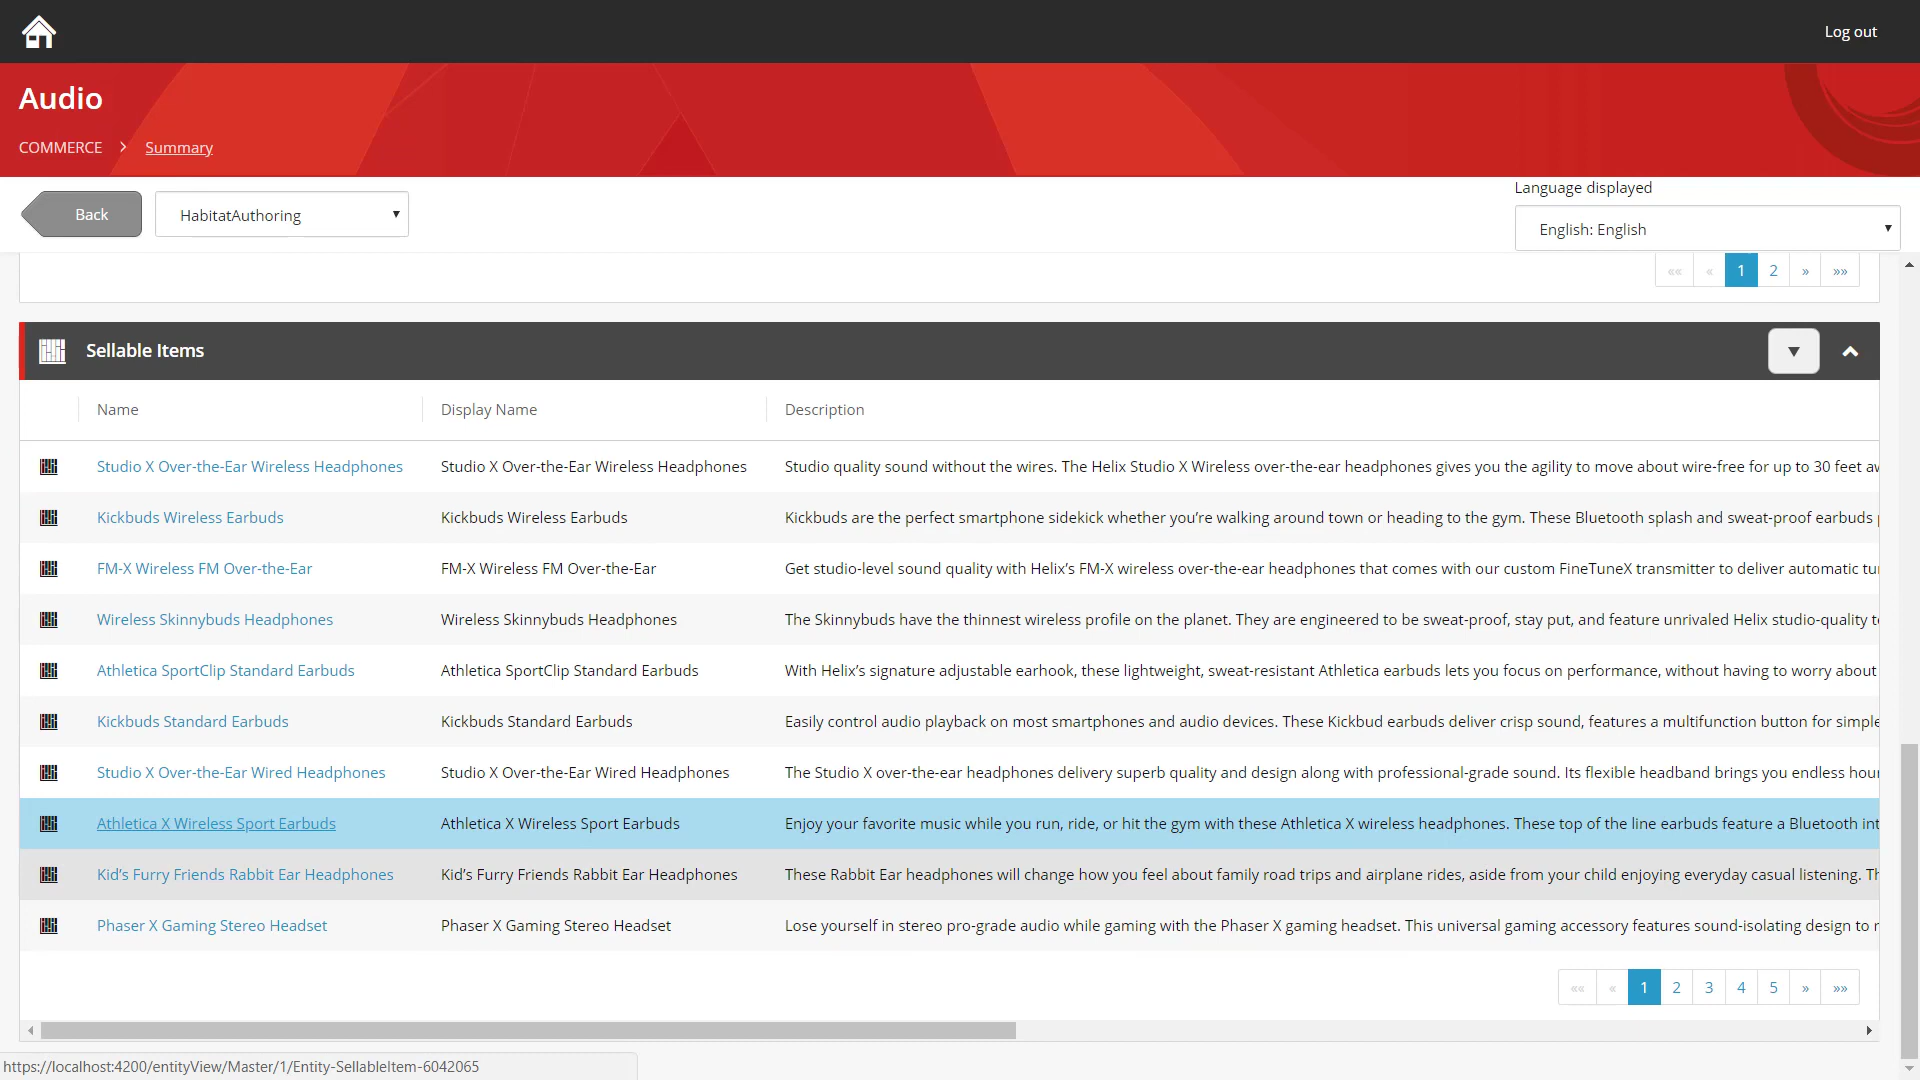 Log out
Audio
COMMERCE > Summary
Back
HabitatAuthoring
Language displayed
English: English
«« « 1 2 » »»
Sellable Items
Name Display Name Description
Studio X Over-the-Ear Wireless Headphones Studio X Over-the-Ear Wireless Headphones Studio quality sound without the wires. The Helix Studio X Wireless over-the-ear headphones gives you the agility to move about wire-free for up to 30 feet
Kickbuds Wireless Earbuds Kickbuds Wireless Earbuds Kickbuds are the perfect smartphone sidekick whether you’re walking around town or heading to the gym. These Bluetooth splash and sweat-proof earbuds
FM-X Wireless FM Over-the-Ear FM-X Wireless FM Over-the-Ear Get studio-level sound quality with Helix’s FM-X wireless over-the-ear headphones that comes with our custom FineTuneX transmitter to deliver automatic
Wireless Skinnybuds Headphones Wireless Skinnybuds Headphones The Skinnybuds have the thinnest wireless profile on the planet. They are engineered to be sweat-proof, stay put, and feature unrivaled Helix studio-quality
Athletica SportClip Standard Earbuds Athletica SportClip Standard Earbuds With Helix’s signature adjustable earhook, these lightweight, sweat-resistant Athletica earbuds lets you focus on performance, without having to worry about
Kickbuds Standard Earbuds Kickbuds Standard Earbuds Easily control audio playback on most smartphones and audio devices. These Kickbud earbuds deliver crisp sound, features a multifunction button for simple
Studio X Over-the-Ear Wired Headphones Studio X Over-the-Ear Wired Headphones The Studio X over-the-ear headphones delivery superb quality and design along with professional-grade sound. Its flexible headband brings you endless
Athletica X Wireless Sport Earbuds Athletica X Wireless Sport Earbuds Enjoy your favorite music while you run, ride, or hit the gym with these Athletica X wireless headphones. These top of the line earbuds feature a Bluetooth
Kid’s Furry Friends Rabbit Ear Headphones Kid’s Furry Friends Rabbit Ear Headphones These Rabbit Ear headphones will change how you feel about family road trips and airplane rides, aside from your child enjoying everyday casual listening.
Phaser X Gaming Stereo Headset Phaser X Gaming Stereo Headset Lose yourself in stereo pro-grade audio while gaming with the Phaser X gaming headset. This universal gaming accessory features sound-isolating design to
«« « 1 2 3 4 5 » »»
https://localhost:4200/entityView/Master/1/Entity-SellableItem-6042065